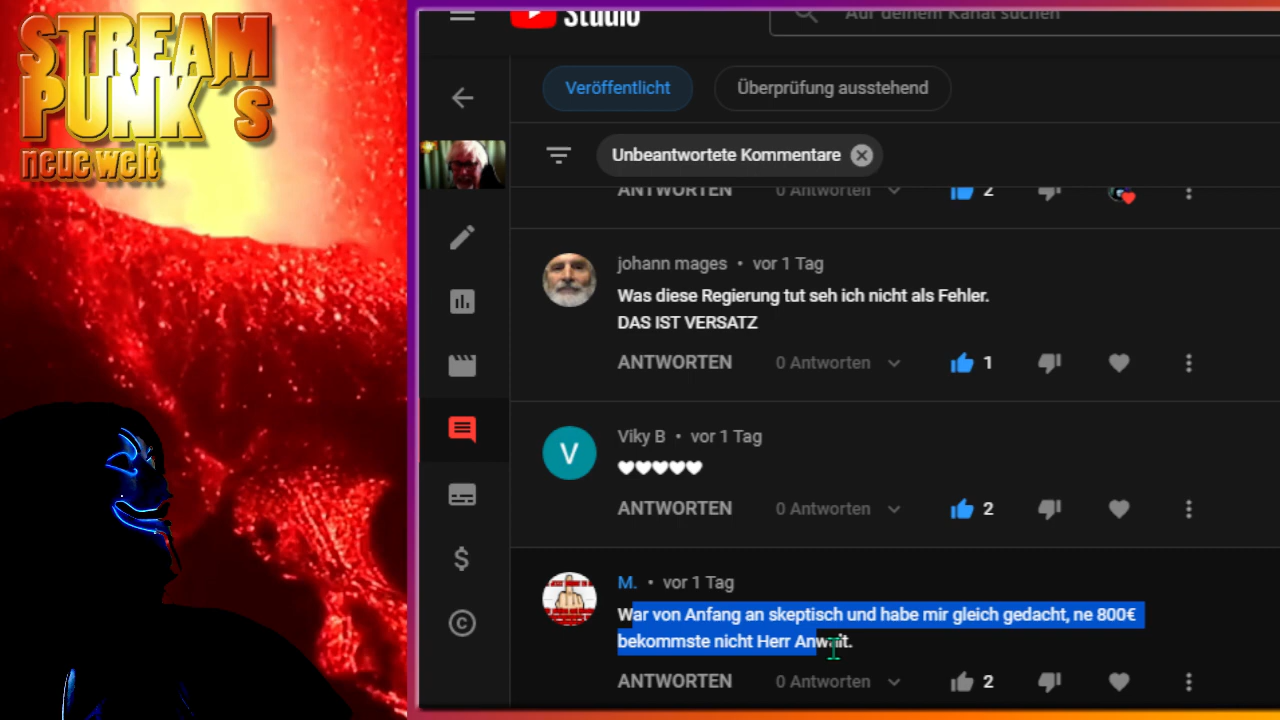 STREAM
PUNK´s
neue welt
Studio
Auf deinem Kanal suchen
Veröffentlicht
Überprüfung ausstehend
Unbeantwortete Kommentare
ANTWORTEN 0 Antworten 2
johann mages • vor 1 Tag
Was diese Regierung tut seh ich nicht als Fehler.
DAS IST VERSATZ
ANTWORTEN 0 Antworten 1
V
Viky B • vor 1 Tag
ANTWORTEN 0 Antworten 2
M. • vor 1 Tag
War von Anfang an skeptisch und habe mir gleich gedacht, ne 800€
bekommste nicht Herr Anwalt.
ANTWORTEN 0 Antworten 2